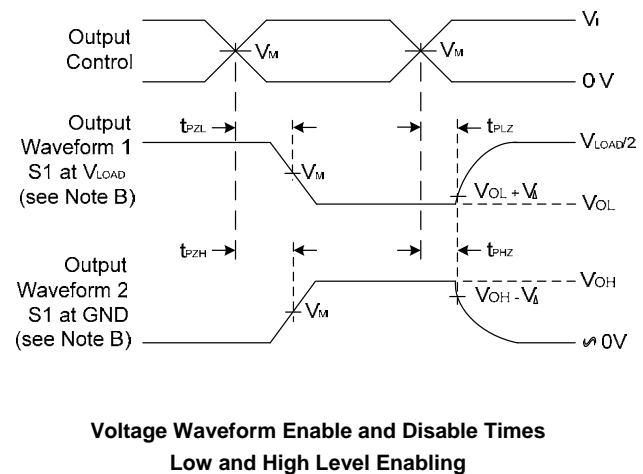 Output
Control
VM
VM
VI
0 V
Output
Waveform 1
S1 at VLOAD
(see Note B)
tPZL
tPLZ
VM
VLOAD/2
VOL + VΔ
VOL
Output
Waveform 2
S1 at GND
(see Note B)
tPZH
tPHZ
VM
VOH
VOH - VΔ
∽ 0V
Voltage Waveform Enable and Disable Times
Low and High Level Enabling